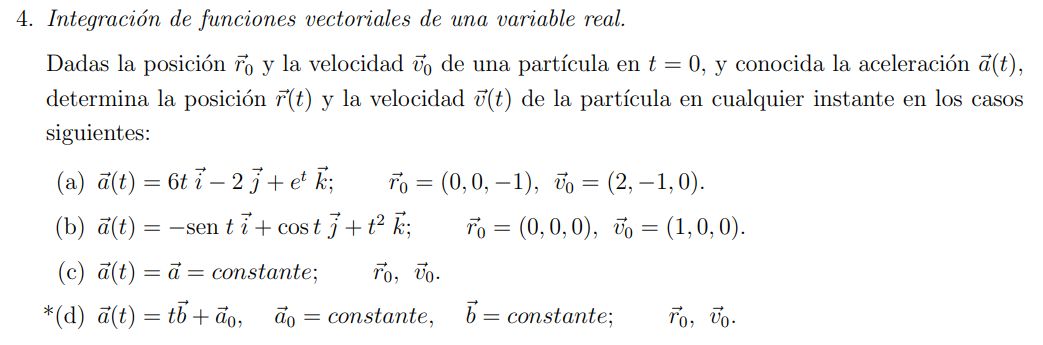 4. Integración de funciones vectoriales de una variable real.
Dadas la posición r⃗₀ y la velocidad v⃗₀ de una partícula en t = 0, y conocida la aceleración a⃗(t),
determina la posición r⃗(t) y la velocidad v⃗(t) de la partícula en cualquier instante en los casos
siguientes:
(a) a⃗(t) = 6t i⃗ − 2 j⃗ + eᵗ k⃗; r⃗₀ = (0, 0, −1), v⃗₀ = (2, −1, 0).
(b) a⃗(t) = −sen t i⃗ + cos t j⃗ + t² k⃗; r⃗₀ = (0, 0, 0), v⃗₀ = (1, 0, 0).
(c) a⃗(t) = a⃗ = constante; r⃗₀, v⃗₀.
*(d) a⃗(t) = tb⃗ + a⃗₀, a⃗₀ = constante, b⃗ = constante; r⃗₀, v⃗₀.